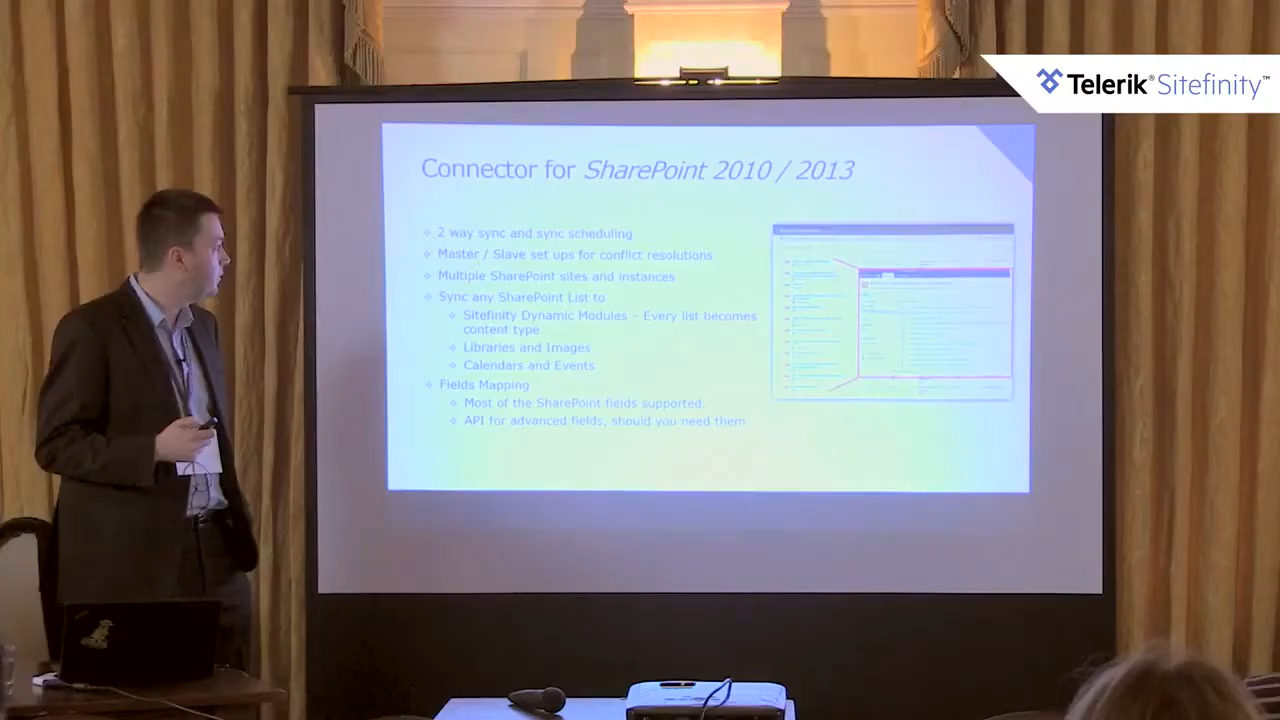 Telerik® Sitefinity™
Connector for SharePoint 2010 / 2013
2 way sync and sync scheduling
Master / Slave set ups for conflict resolutions
Multiple SharePoint sites and instances
Sync any SharePoint List to
Sitefinity Dynamic Modules – Every list becomes
content type
Libraries and Images
Calendars and Events
Fields Mapping
Most of the SharePoint fields supported.
API for advanced fields, should you need them